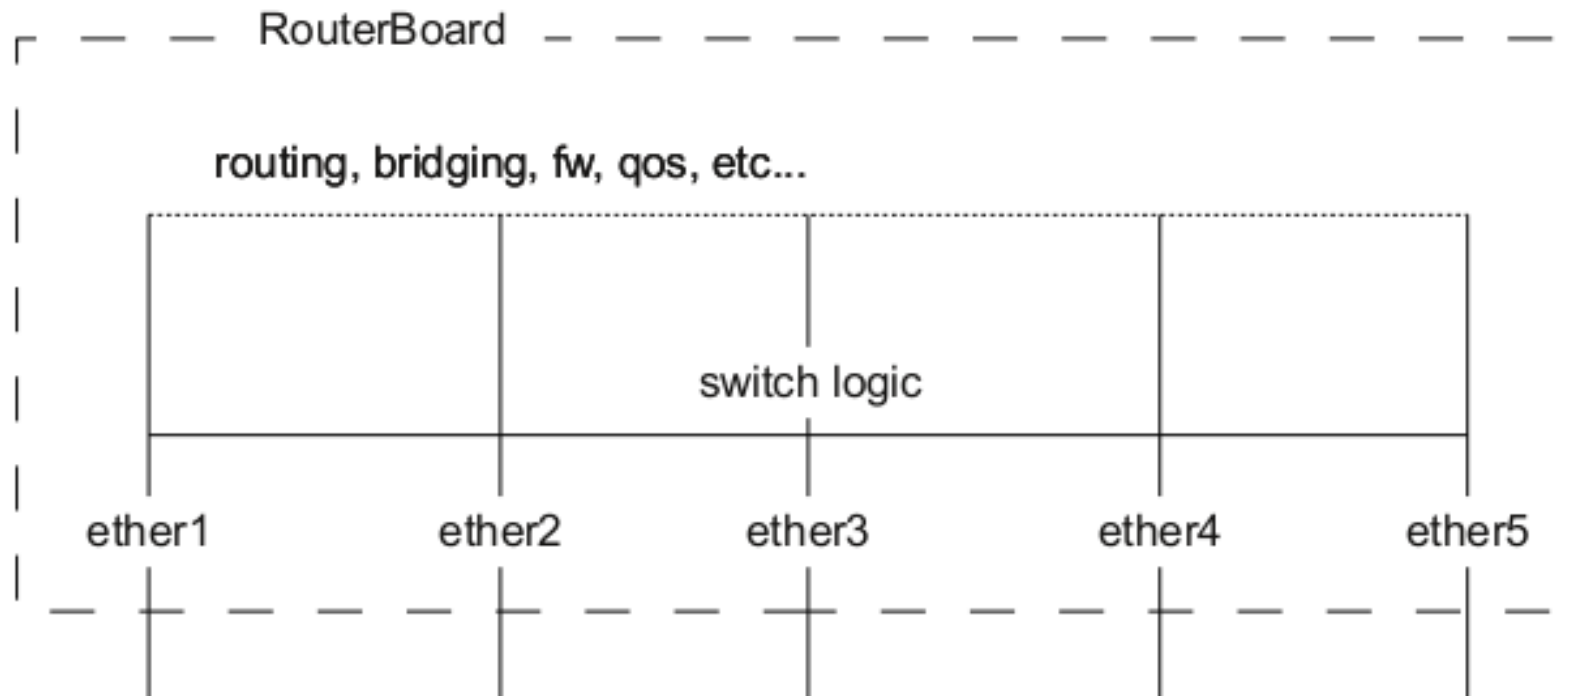 RouterBoard
routing, bridging, fw, qos, etc...
switch logic
ether1 ether2 ether3 ether4 ether5